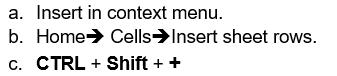 a. Insert in context menu.
b. Home➔ Cells➔Insert sheet rows.
c. CTRL + Shift + +